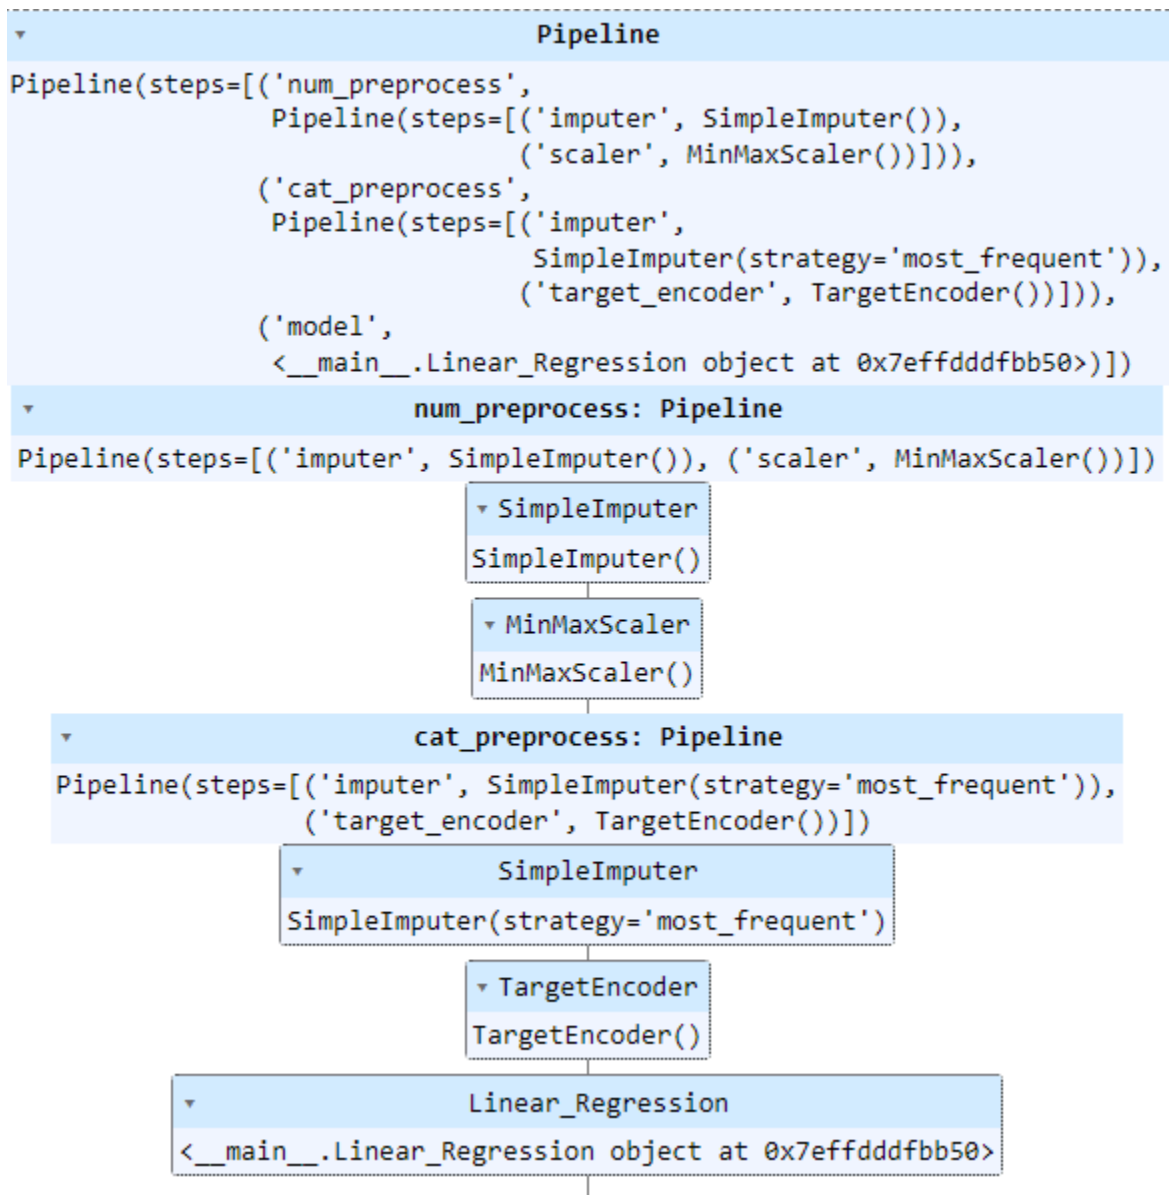 Pipeline
Pipeline(steps=[('num_preprocess',
Pipeline(steps=[('imputer', SimpleImputer()),
('scaler', MinMaxScaler())])),
('cat_preprocess',
Pipeline(steps=[('imputer',
SimpleImputer(strategy='most_frequent')),
('target_encoder', TargetEncoder())])),
('model',
<__main__.Linear_Regression object at 0x7effdddfbb50>)])
num_preprocess: Pipeline
Pipeline(steps=[('imputer', SimpleImputer()), ('scaler', MinMaxScaler())])
SimpleImputer
SimpleImputer()
MinMaxScaler
MinMaxScaler()
cat_preprocess: Pipeline
Pipeline(steps=[('imputer', SimpleImputer(strategy='most_frequent')),
('target_encoder', TargetEncoder())])
SimpleImputer
SimpleImputer(strategy='most_frequent')
TargetEncoder
TargetEncoder()
Linear_Regression
<__main__.Linear_Regression object at 0x7effdddfbb50>